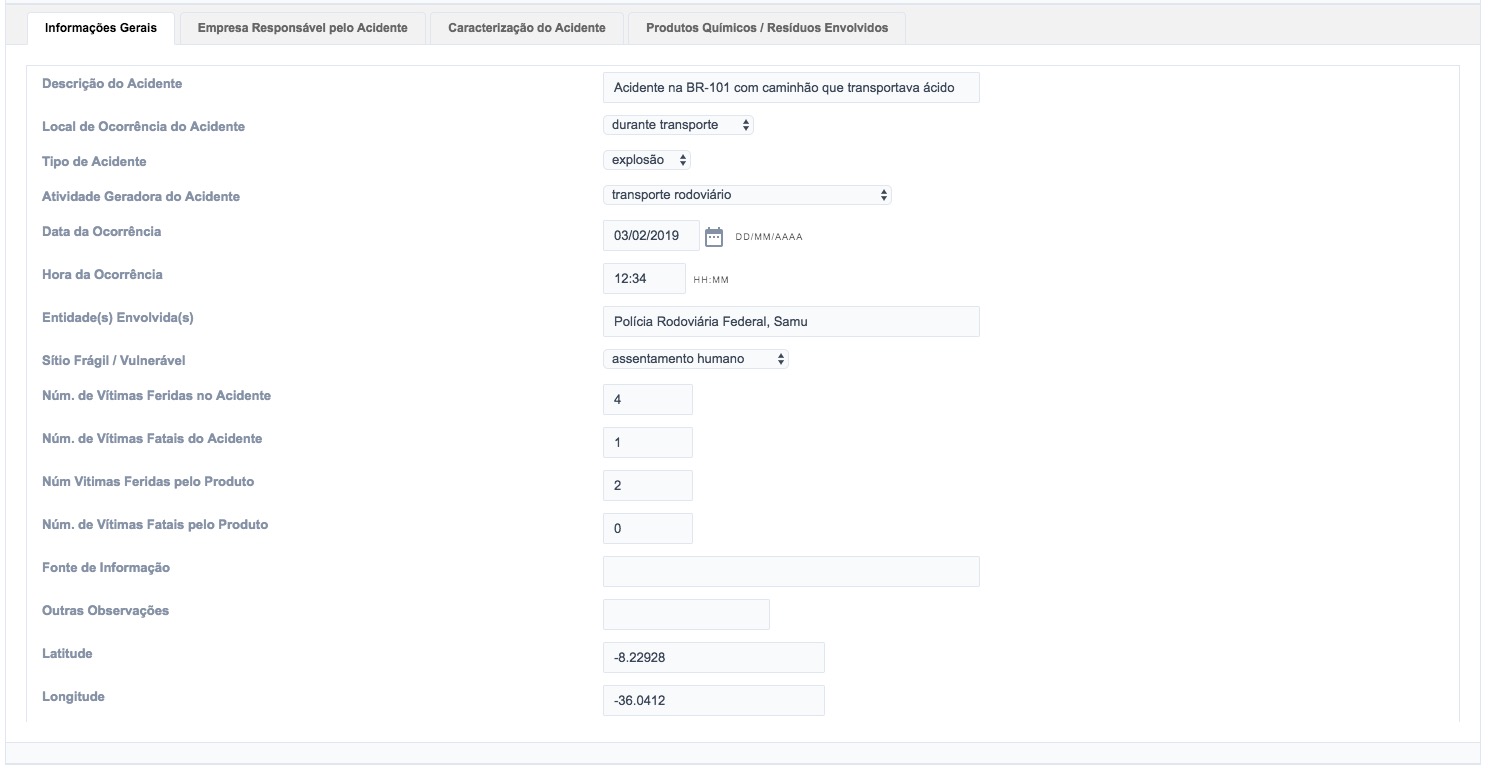 Informações Gerais Empresa Responsável pelo Acidente Caracterização do Acidente Produtos Químicos / Resíduos Envolvidos
Descrição do Acidente Acidente na BR-101 com caminhão que transportava ácido
Local de Ocorrência do Acidente durante transporte
Tipo de Acidente explosão
Atividade Geradora do Acidente transporte rodoviário
Data da Ocorrência 03/02/2019 DD/MM/AAAA
Hora da Ocorrência 12:34 HH:MM
Entidade(s) Envolvida(s) Polícia Rodoviária Federal, Samu
Sítio Frágil / Vulnerável assentamento humano
Núm. de Vítimas Feridas no Acidente 4
Núm. de Vítimas Fatais do Acidente 1
Núm Vitimas Feridas pelo Produto 2
Núm. de Vítimas Fatais pelo Produto 0
Fonte de Informação
Outras Observações
Latitude -8.22928
Longitude -36.0412